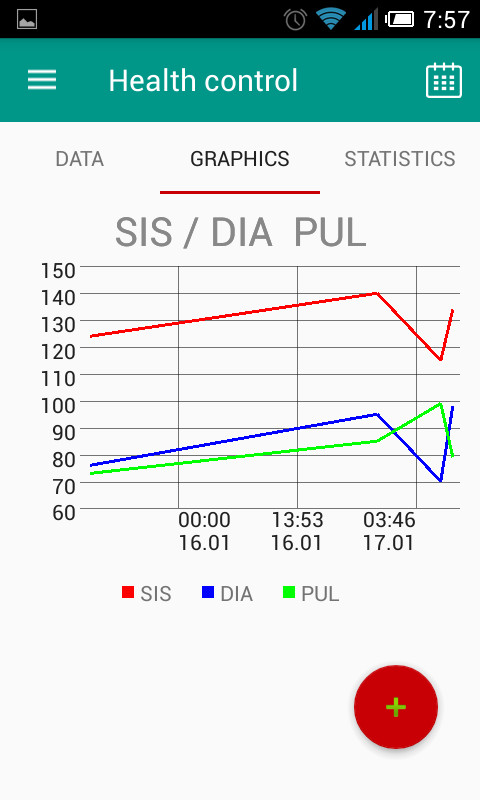 7:57
Health control
DATA GRAPHICS STATISTICS
SIS / DIA PUL
150
140
130
120
110
100
90
80
70
60
00:00 13:53 03:46
16.01 16.01 17.01
SIS DIA PUL
+